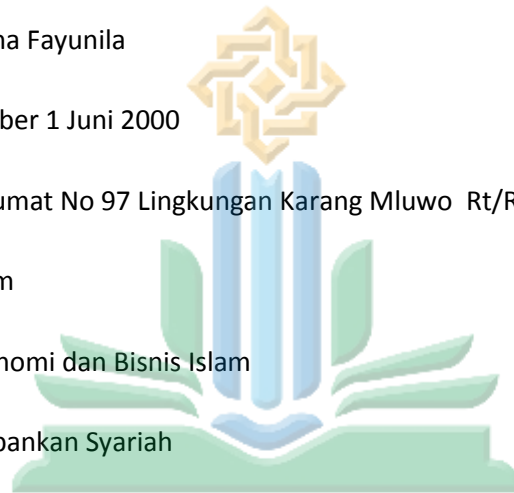 na Fayunila
ber 1 Juni 2000
umat No 97 Lingkungan Karang Mluwo Rt/R
m
nomi dan Bisnis Islam
bankan Syariah